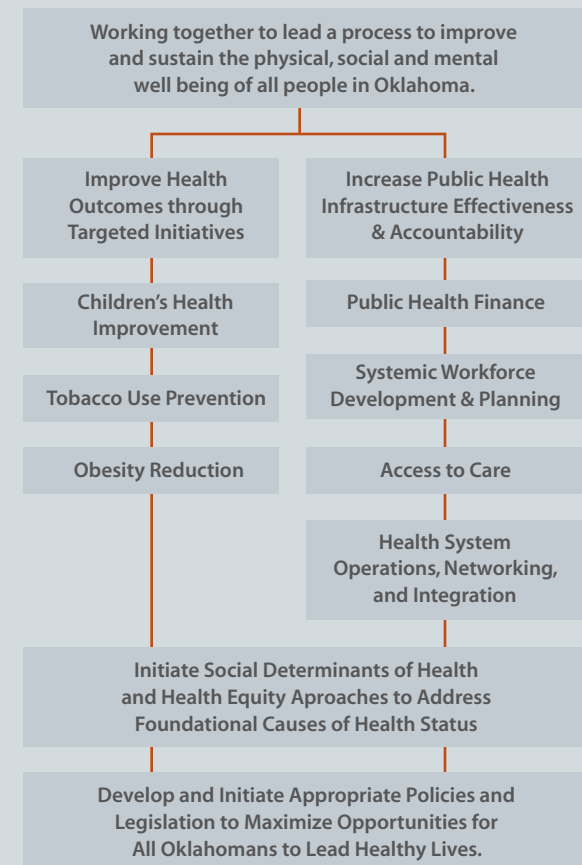 Working together to lead a process to improve
and sustain the physical, social and mental
well being of all people in Oklahoma.
Improve Health
Outcomes through
Targeted Initiatives
Children's Health
Improvement
Tobacco Use Prevention
Obesity Reduction
Increase Public Health
Infrastructure Effectiveness
& Accountability
Public Health Finance
Systemic Workforce
Development & Planning
Access to Care
Health System
Operations, Networking,
and Integration
Initiate Social Determinants of Health
and Health Equity Aproaches to Address
Foundational Causes of Health Status
Develop and Initiate Appropriate Policies and
Legislation to Maximize Opportunities for
All Oklahomans to Lead Healthy Lives.